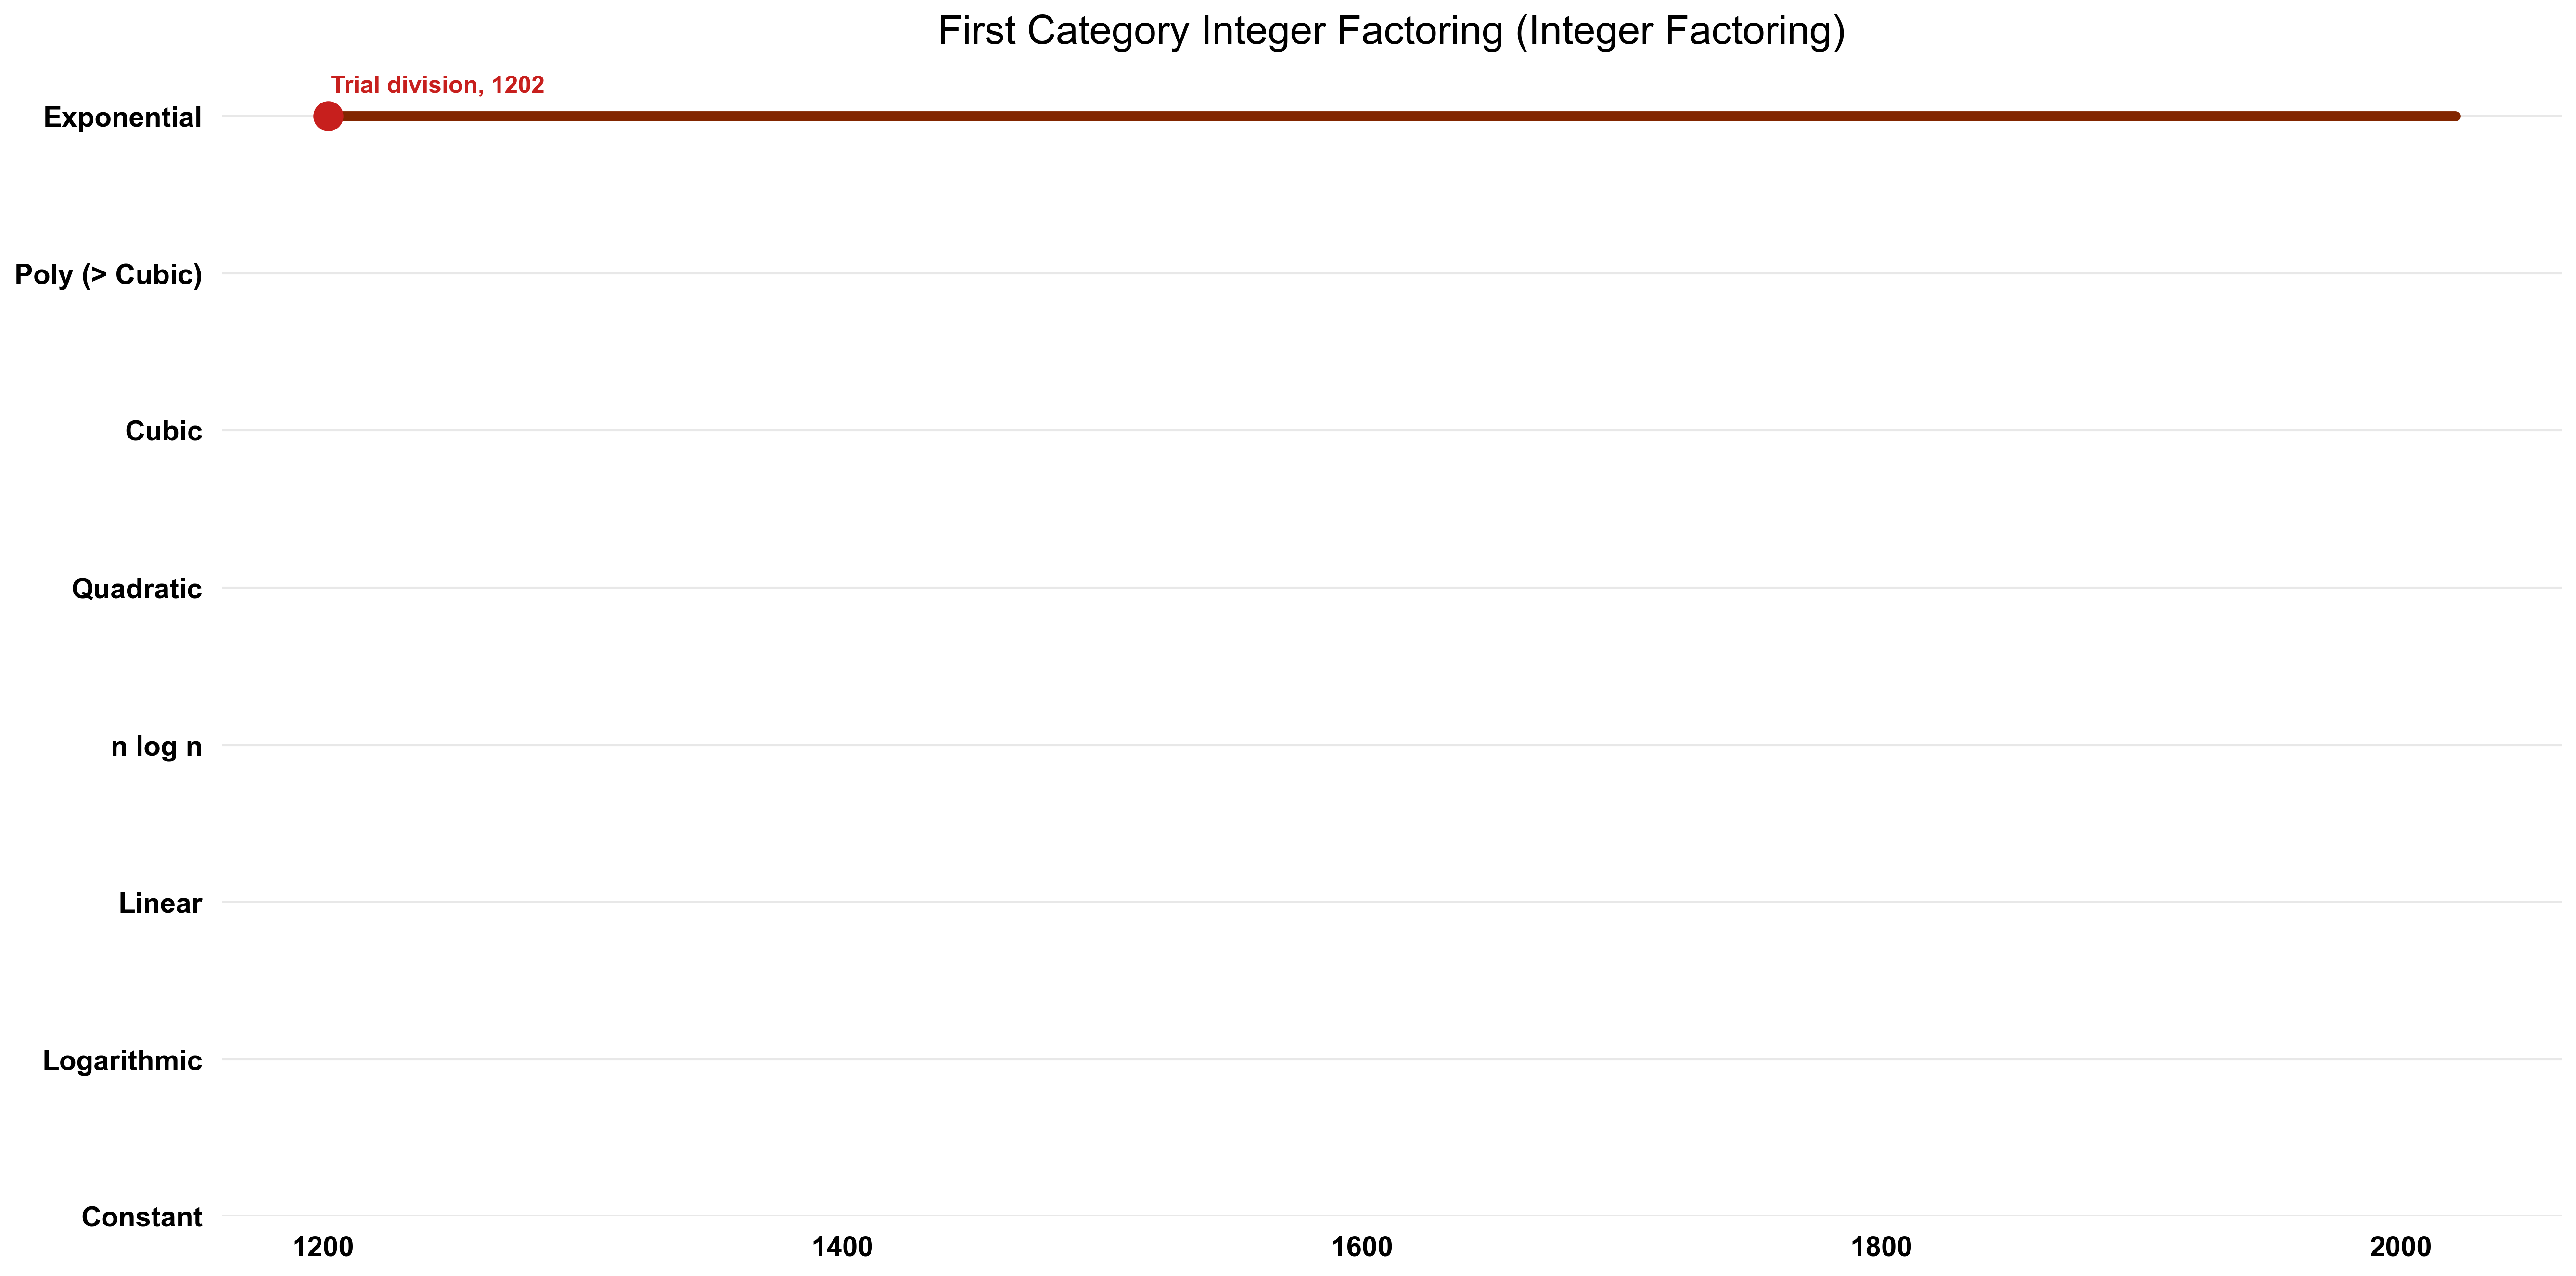 First Category Integer Factoring (Integer Factoring)
Trial division, 1202
Exponential
Poly (> Cubic)
Cubic
Quadratic
n log n
Linear
Logarithmic
Constant
1200 1400 1600 1800 2000